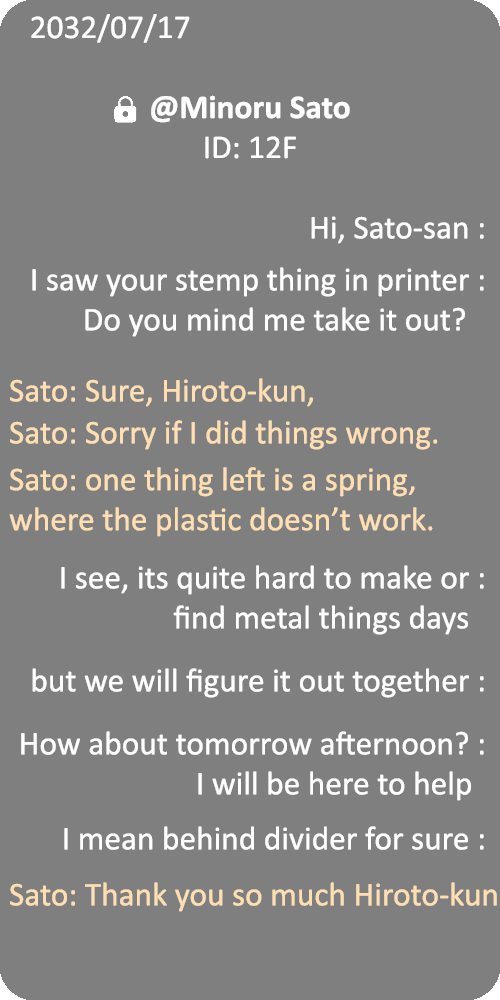 2032/07/17
@Minoru Sato
ID: 12F
Hi, Sato-san :
I saw your stemp thing in printer :
Do you mind me take it out?
Sato: Sure, Hiroto-kun,
Sato: Sorry if I did things wrong.
Sato: one thing left is a spring,
where the plastic doesn’t work.
I see, its quite hard to make or :
find metal things days
but we will figure it out together :
How about tomorrow afternoon? :
I will be here to help
I mean behind divider for sure :
Sato: Thank you so much Hiroto-kun